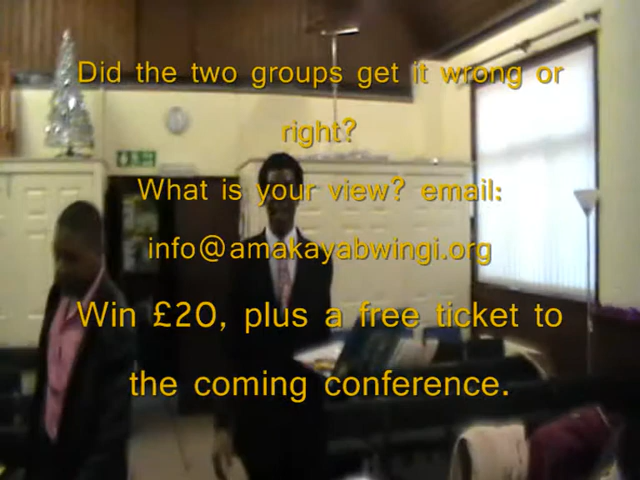 Did the two groups get it wrong or
right?
What is your view? email:
info@amakayabwingi.org
Win £20, plus a free ticket to
the coming conference.